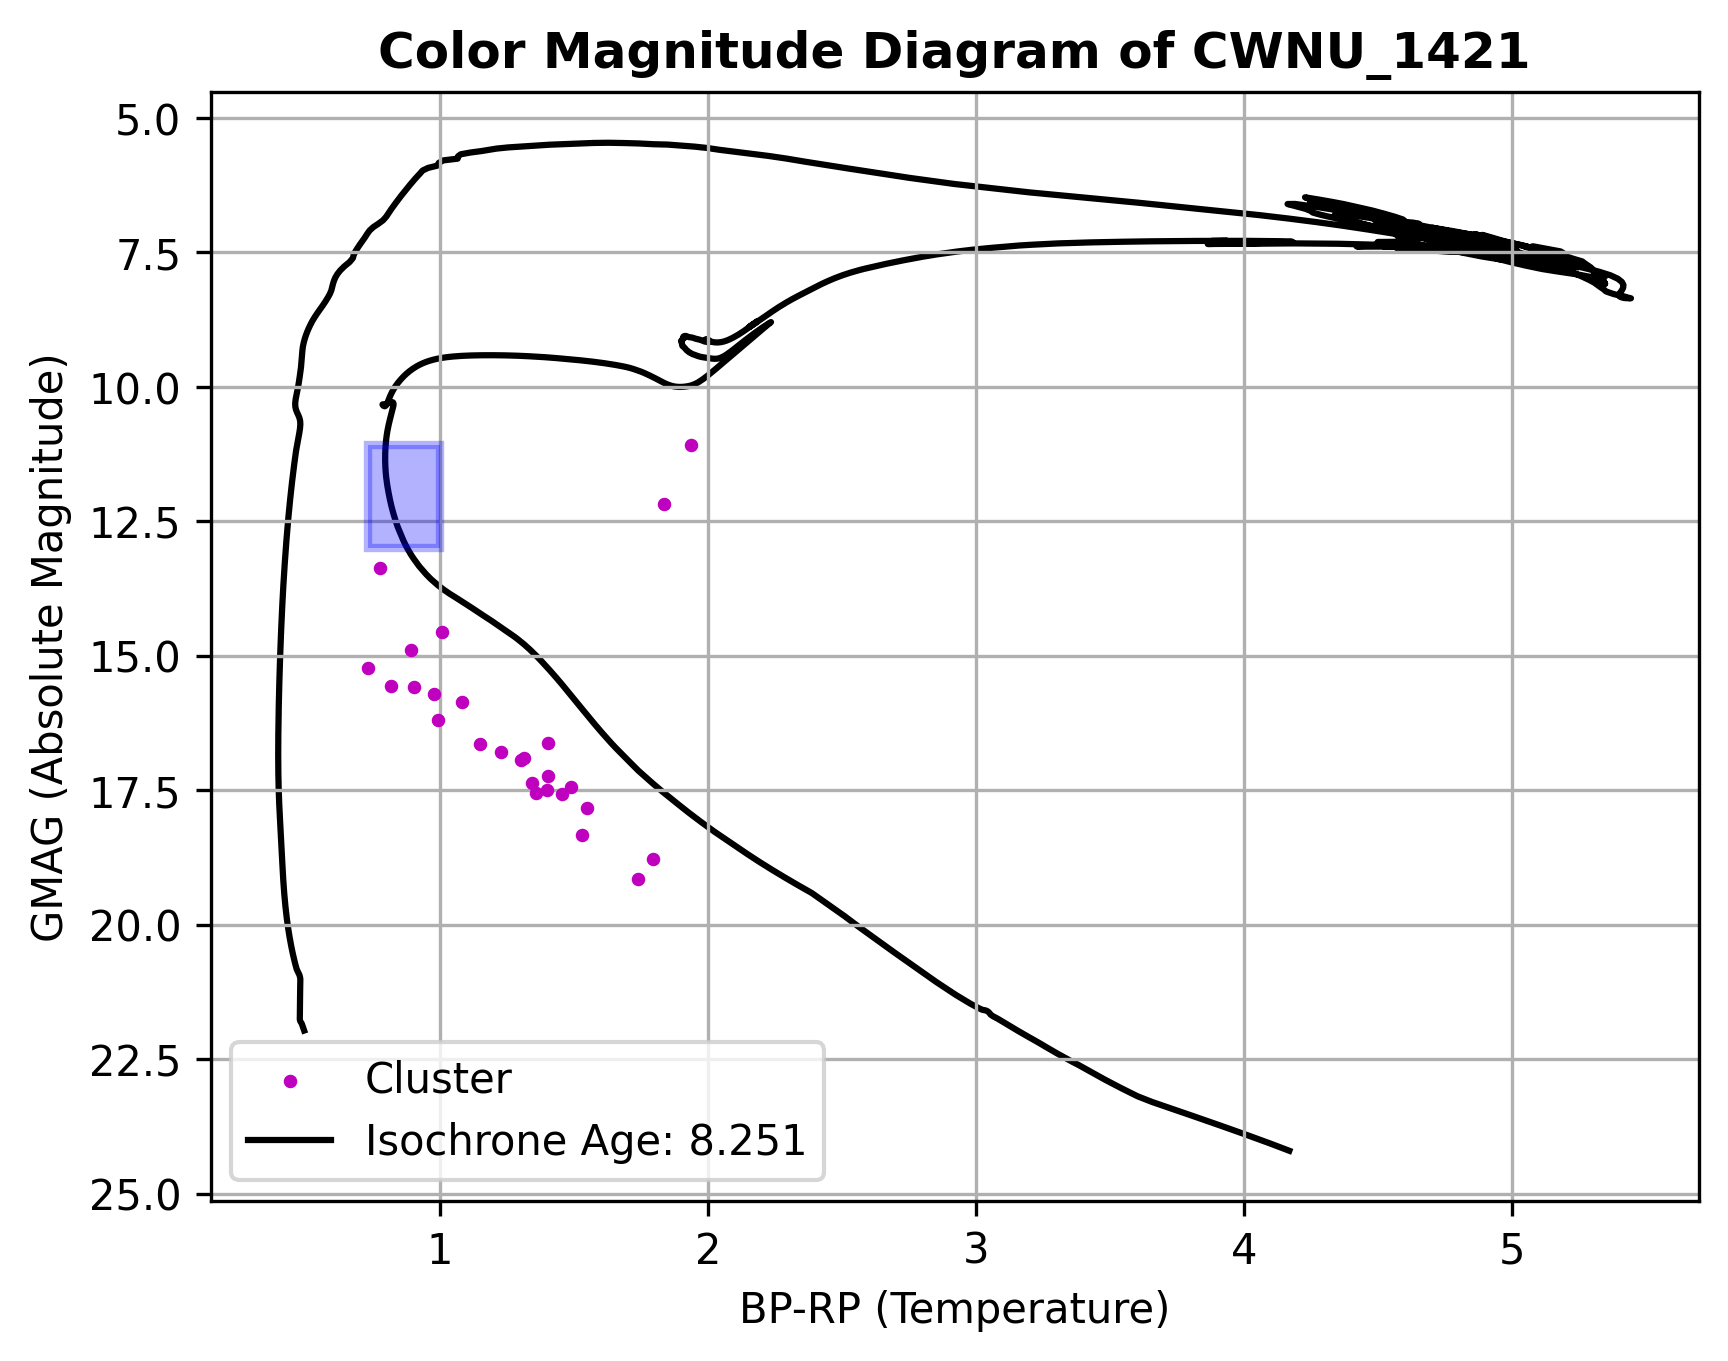 Color Magnitude Diagram of CWNU_1421
5.0
7.5
10.0
12.5
15.0
17.5
20.0
22.5
25.0
GMAG (Absolute Magnitude)
Cluster
Isochrone Age: 8.251
1 2 3 4 5
BP-RP (Temperature)